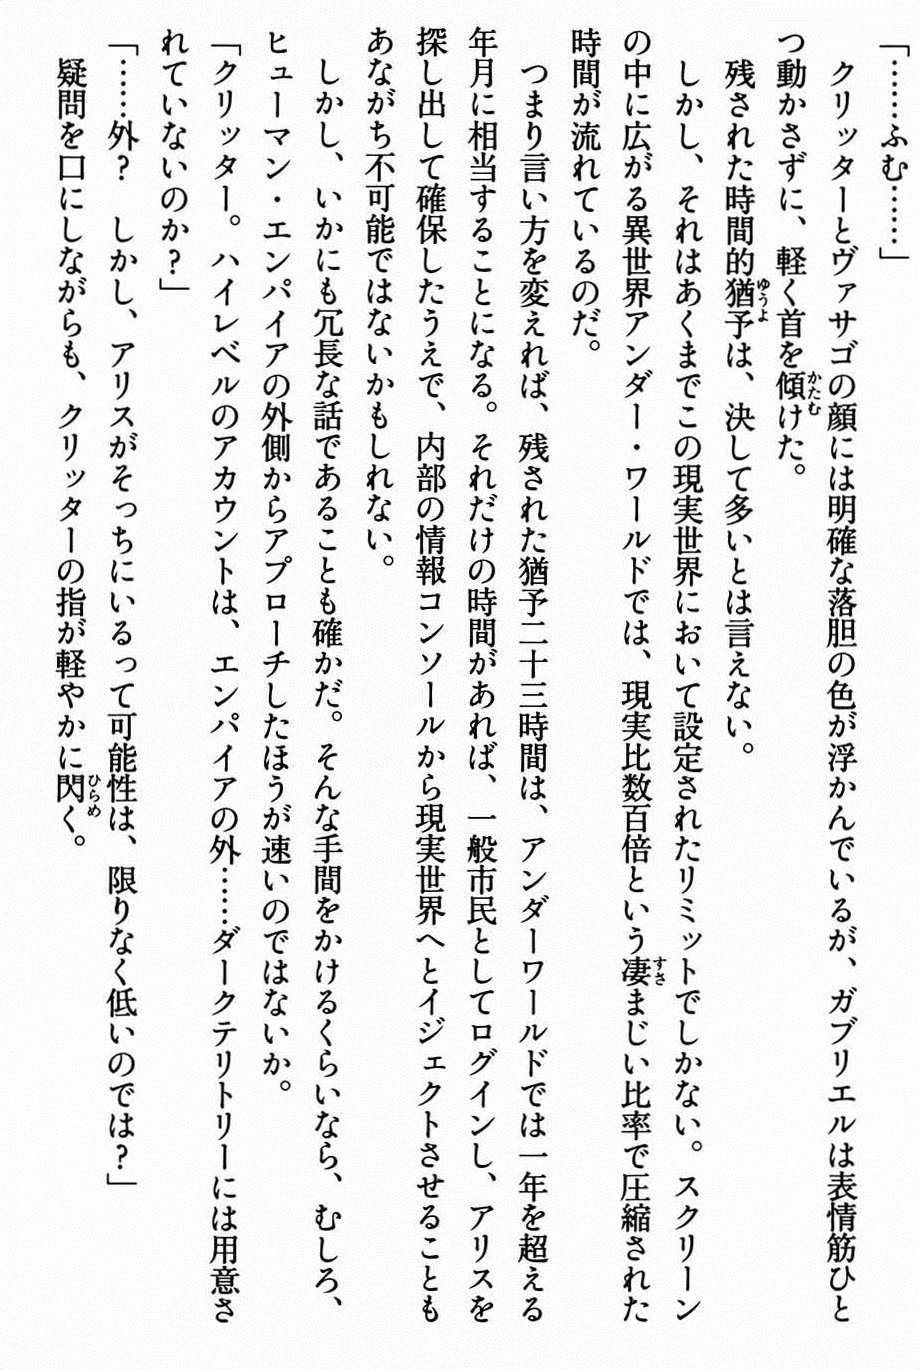 「……ふむ……」
クリッターとヴァサゴの顔には明確な落胆の色が浮かんでいるが、ガブリエルは表情筋ひと
つ動かさずに、軽く首を傾けた。
残された時間的猶予は、決して多いとは言えない。
しかし、それはあくまでこの現実世界において設定されたリミットでしかない。スクリーン
の中に広がる異世界アンダー・ワールドでは、現実比数百倍という凄まじい比率で圧縮された
時間が流れているのだ。
つまり言い方を変えれば、残された猶予二十三時間は、アンダーワールドでは一年を超える
年月に相当することになる。それだけの時間があれば、一般市民としてログインし、アリスを
探し出して確保したうえで、内部の情報コンソールから現実世界へとイジェクトさせることも
あながち不可能ではないかもしれない。
しかし、いかにも冗長な話であることも確かだ。そんな手間をかけるくらいなら、むしろ、
ヒューマン・エンパイアの外側からアプローチしたほうが速いのではないか。
「クリッター。ハイレベルのアカウントは、エンパイアの外……ダークテリトリーには用意さ
れていないのか？」
「……外？　しかし、アリスがそっちにいるって可能性は、限りなく低いのでは？」
疑問を口にしながらも、クリッターの指が軽やかに閃く。